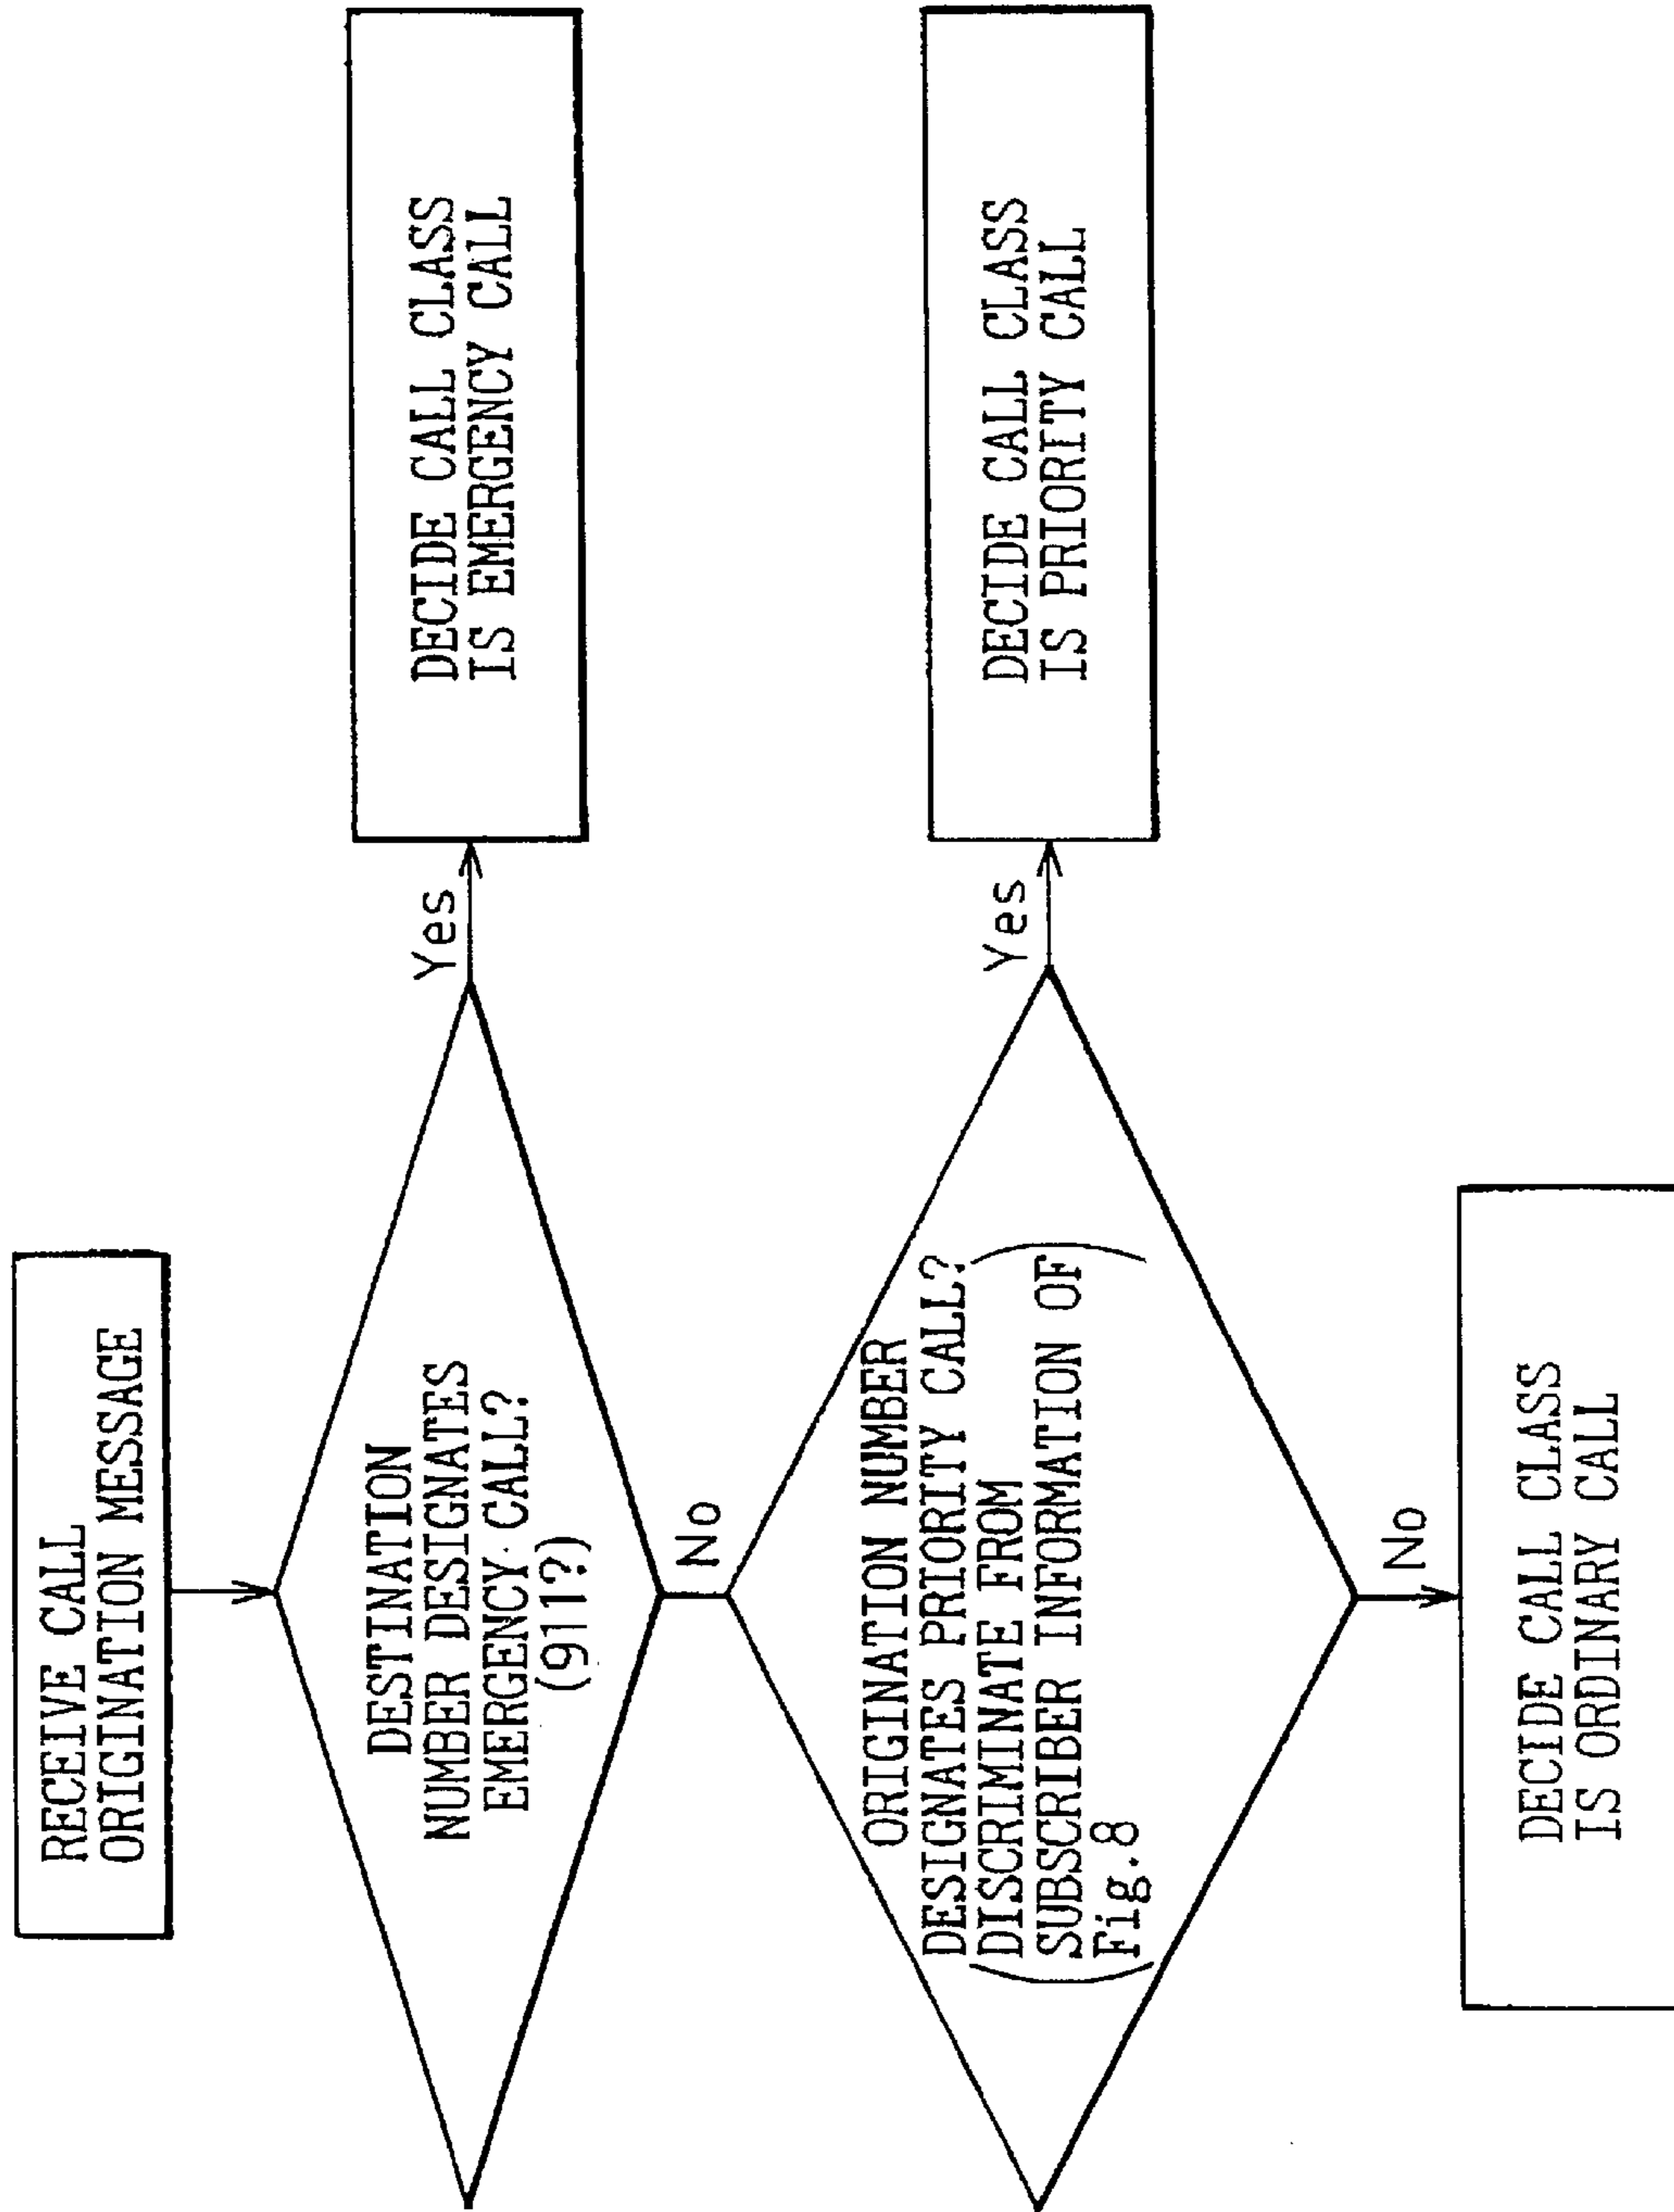 RECEIVE CALL
ORIGINATION MESSAGE
DESTINATION
NUMBER DESIGNATES
EMERGENCY CALL?
(911?)
Yes
DECIDE CALL CLASS
IS EMERGENCY CALL
No
ORIGINATION NUMBER
DESIGNATES PRIORITY CALL?
(DISCRIMINATE FROM
SUBSCRIBER INFORMATION OF
Fig.8)
Yes
DECIDE CALL CLASS
IS PRIORITY CALL
No
DECIDE CALL CLASS
IS ORDINARY CALL